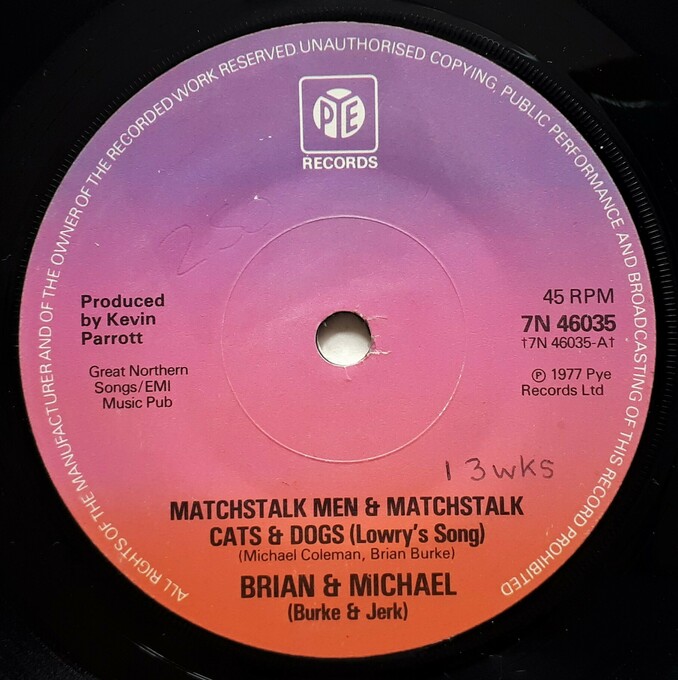 ALL RIGHTS OF THE MANUFACTURER AND OF THE OWNER OF THE RECORDED WORK RESERVED. UNAUTHORISED COPYING, PUBLIC PERFORMANCE AND BROADCASTING OF THIS RECORD PROHIBITED
PYE
RECORDS
250
Produced
by Kevin
Parrott
Great Northern
Songs/EMI
Music Pub
45 RPM
7N 46035
†7N 46035-A†
℗ 1977 Pye
Records Ltd
13wks
MATCHSTALK MEN & MATCHSTALK
CATS & DOGS (Lowry's Song)
(Michael Coleman, Brian Burke)
BRIAN & MICHAEL
(Burke & Jerk)